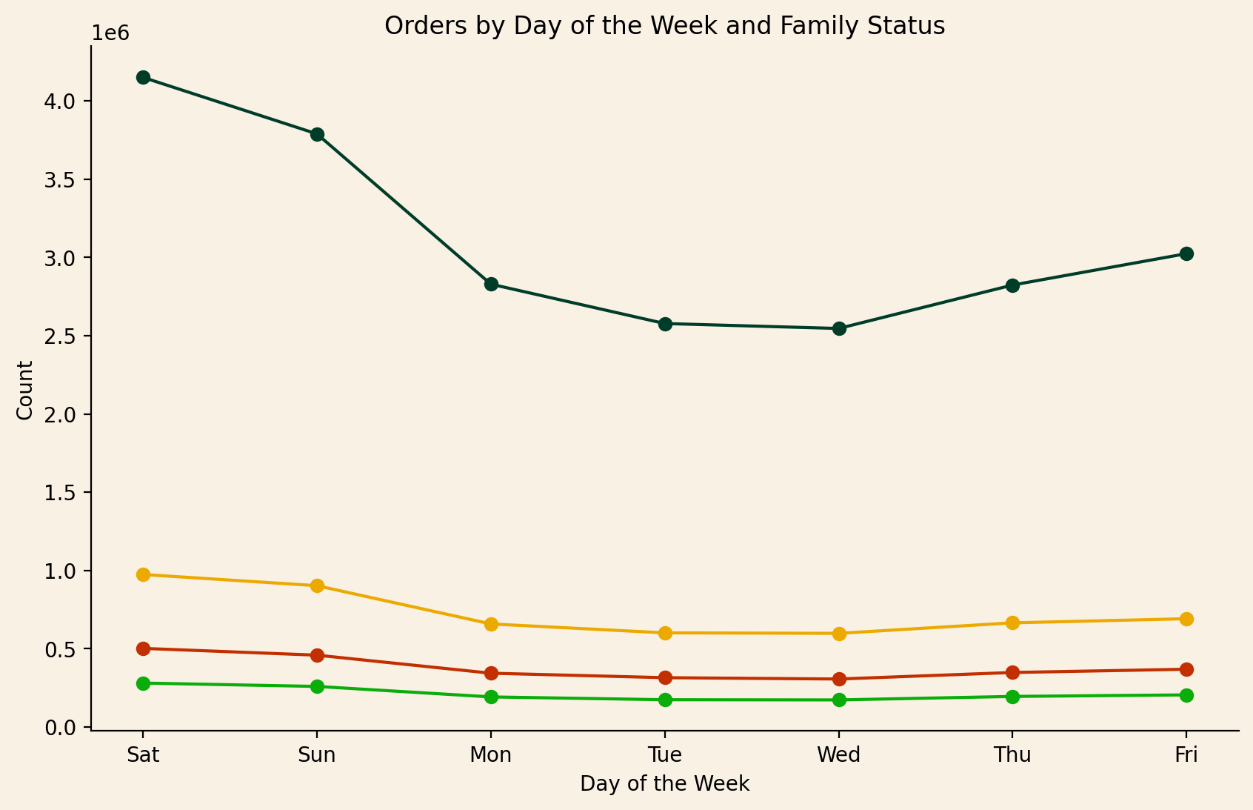 Orders by Day of the Week and Family Status
1e6
4.0
3.5
3.0
2.5
2.0
1.5
1.0
0.5
0.0
Count
Sat Sun Mon Tue Wed Thu Fri
Day of the Week